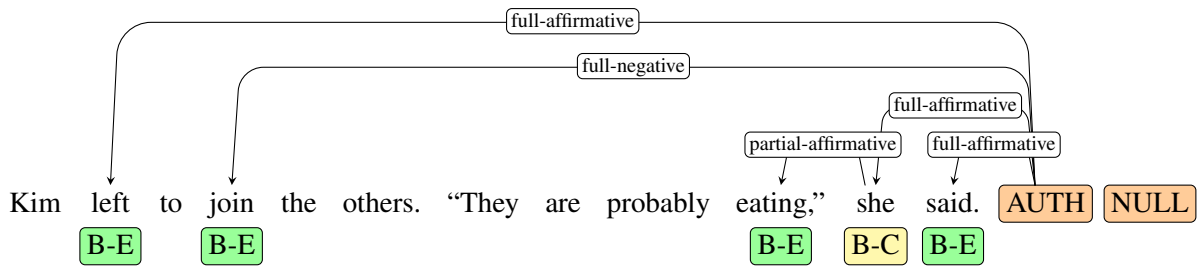 full-affirmative
full-negative
full-affirmative
partial-affirmative full-affirmative
Kim left to join the others. “They are probably eating,” she said. AUTH NULL
B-E B-E B-E B-C B-E